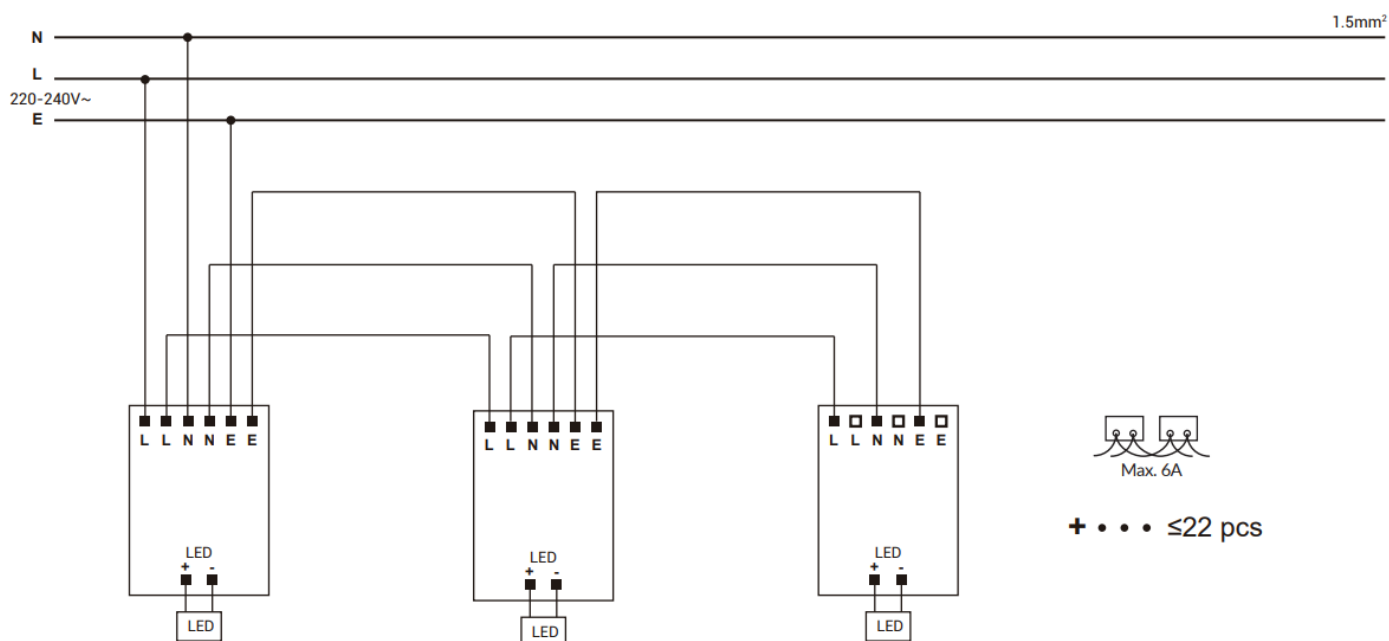 1.5mm²
N
L
220-240V~
E
L L N N E E
L L N N E E
L L N N E E
Max. 6A
+ • • • ≤22 pcs
LED
+ -
LED
LED
+ -
LED
LED
+ -
LED